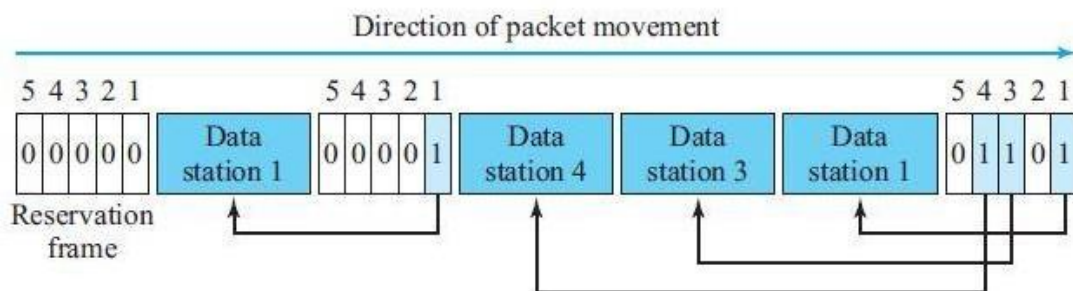 Direction of packet movement
5 4 3 2 1 5 4 3 2 1 5 4 3 2 1
0 0 0 0 0 Data station 1 0 0 0 0 1 Data station 4 Data station 3 Data station 1 0 1 1 0 1
Reservation
frame